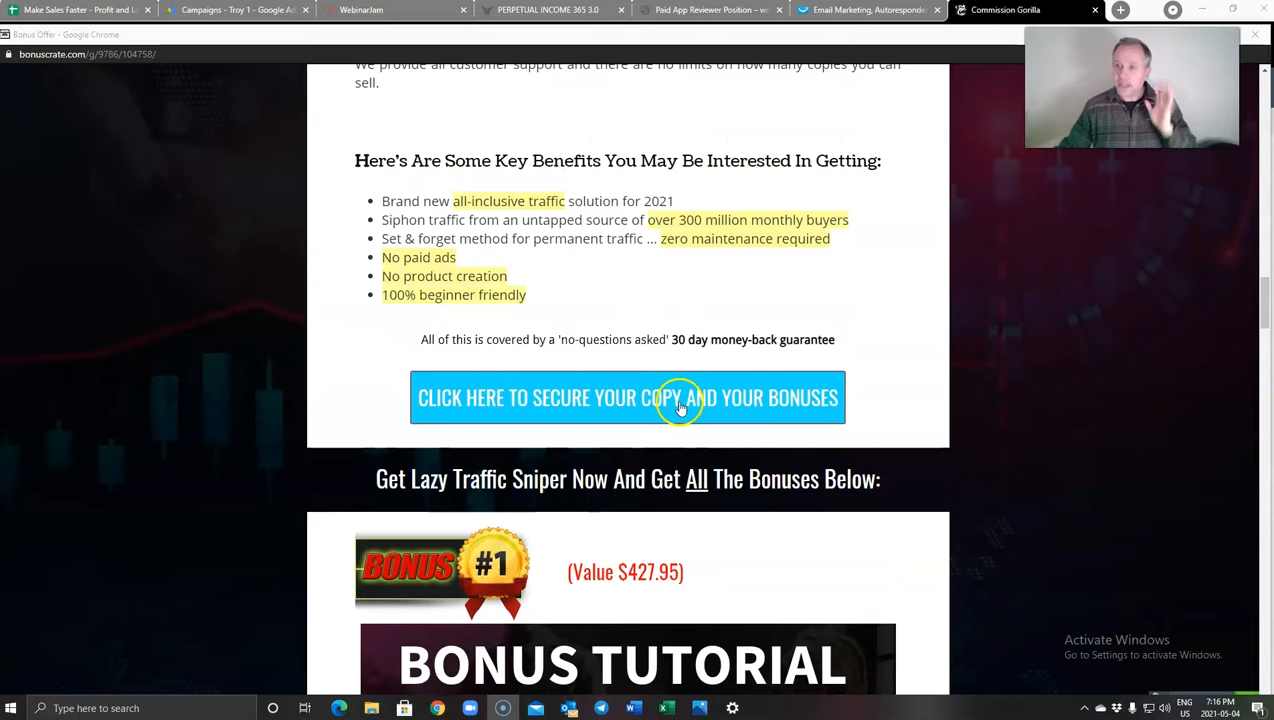 Make Sales Faster - Profit and L
Campaigns - Troy 1 - Google Ad
WebinarJam
PERPETUAL INCOME 365 3.0
Paid App Reviewer Position – w
Email Marketing, Autoresponde
Commission Gorilla
Bonus Offer - Google Chrome
bonuscrate.com/g/9786/104758/
We provide all customer support and there are no limits on how many copies you can
sell.
Here's Are Some Key Benefits You May Be Interested In Getting:
Brand new all-inclusive traffic solution for 2021
Siphon traffic from an untapped source of over 300 million monthly buyers
Set & forget method for permanent traffic ... zero maintenance required
No paid ads
No product creation
100% beginner friendly
All of this is covered by a 'no-questions asked' 30 day money-back guarantee
CLICK HERE TO SECURE YOUR COPY AND YOUR BONUSES
Get Lazy Traffic Sniper Now And Get All The Bonuses Below:
BONUS #1
(Value $427.95)
BONUS TUTORIAL
Activate Windows
Go to Settings to activate Windows.
Type here to search
ENG
US
7:16 PM
2021-05-04